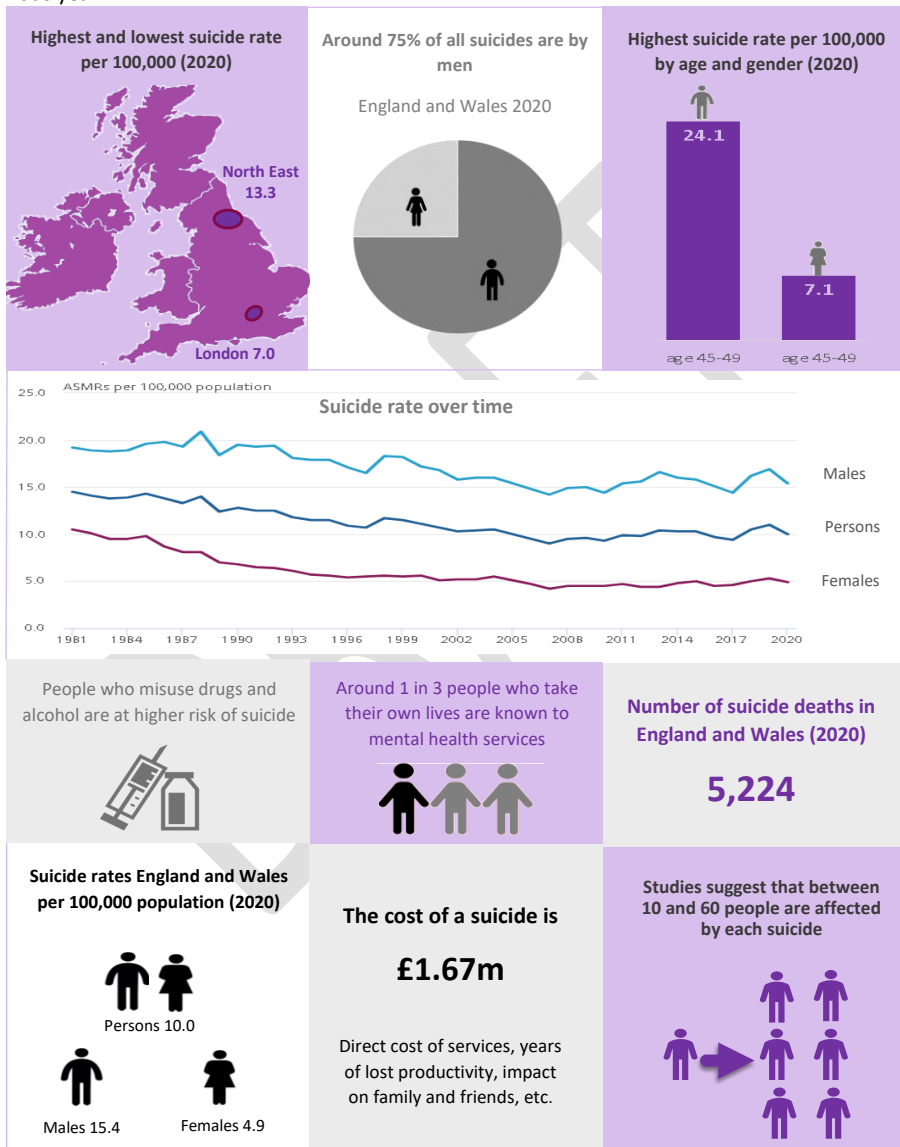 Highest and lowest suicide rate
per 100,000 (2020)
North East
13.3
London 7.0
Around 75% of all suicides are by
men
England and Wales 2020
Highest suicide rate per 100,000
by age and gender (2020)
24.1
7.1
age 45-49
age 45-49
ASMRs per 100,000 population
Suicide rate over time
25.0
20.0
15.0
10.0
5.0
0.0
Males
Persons
Females
1981 1984 1987 1990 1993 1996 1999 2002 2005 2008 2011 2014 2017 2020
People who misuse drugs and
alcohol are at higher risk of suicide
Around 1 in 3 people who take
their own lives are known to
mental health services
Number of suicide deaths in
England and Wales (2020)
5,224
Suicide rates England and Wales
per 100,000 population (2020)
Persons 10.0
Males 15.4
Females 4.9
The cost of a suicide is
£1.67m
Direct cost of services, years
of lost productivity, impact
on family and friends, etc.
Studies suggest that between
10 and 60 people are affected
by each suicide